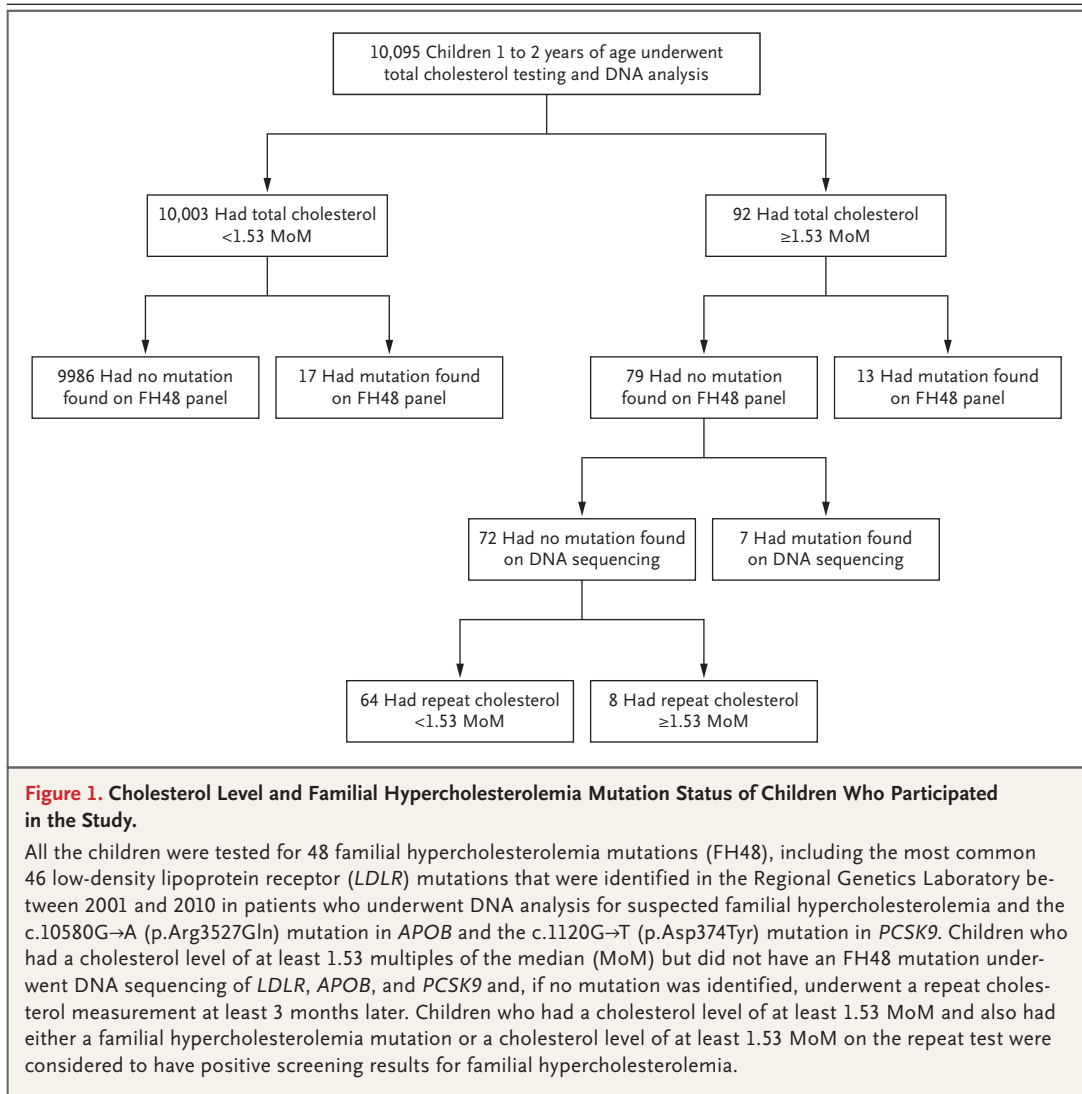 10,095 Children 1 to 2 years of age underwent
total cholesterol testing and DNA analysis
10,003 Had total cholesterol
<1.53 MoM
92 Had total cholesterol
≥1.53 MoM
9986 Had no mutation
found on FH48 panel
17 Had mutation found
on FH48 panel
79 Had no mutation
found on FH48 panel
13 Had mutation found
on FH48 panel
72 Had no mutation found
on DNA sequencing
7 Had mutation found
on DNA sequencing
64 Had repeat cholesterol
<1.53 MoM
8 Had repeat cholesterol
≥1.53 MoM
Figure 1. Cholesterol Level and Familial Hypercholesterolemia Mutation Status of Children Who Participated
in the Study.
All the children were tested for 48 familial hypercholesterolemia mutations (FH48), including the most common
46 low-density lipoprotein receptor (LDLR) mutations that were identified in the Regional Genetics Laboratory be-
tween 2001 and 2010 in patients who underwent DNA analysis for suspected familial hypercholesterolemia and the
c.10580G→A (p.Arg3527Gln) mutation in APOB and the c.1120G→T (p.Asp374Tyr) mutation in PCSK9. Children who
had a cholesterol level of at least 1.53 multiples of the median (MoM) but did not have an FH48 mutation under-
went DNA sequencing of LDLR, APOB, and PCSK9 and, if no mutation was identified, underwent a repeat choles-
terol measurement at least 3 months later. Children who had a cholesterol level of at least 1.53 MoM and also had
either a familial hypercholesterolemia mutation or a cholesterol level of at least 1.53 MoM on the repeat test were
considered to have positive screening results for familial hypercholesterolemia.